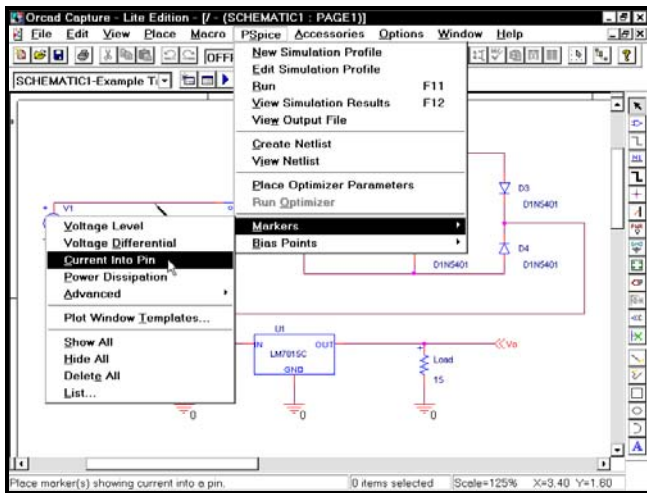 Orcad Capture - Lite Edition - [/ - (SCHEMATIC1 : PAGE1)]
File Edit View Place Macro PSpice Accessories Options Window Help
SCHEMATIC1-Example Ti
New Simulation Profile
Edit Simulation Profile
Run F11
View Simulation Results F12
View Output File
Create Netlist
View Netlist
Place Optimizer Parameters
Run Optimizer
Markers
Bias Points
Voltage Level
Voltage Differential
Current Into Pin
Power Dissipation
Advanced
Plot Window Templates...
Show All
Hide All
Delete All
List...
V1
D3
D1N5401
D4
D1N5401
D1N5401
U1
IN OUT
GND
Vo
Load
15
0
0
0
Place marker(s) showing current into a pin.
0 items selected Scale=125% X=3.40 Y=1.60